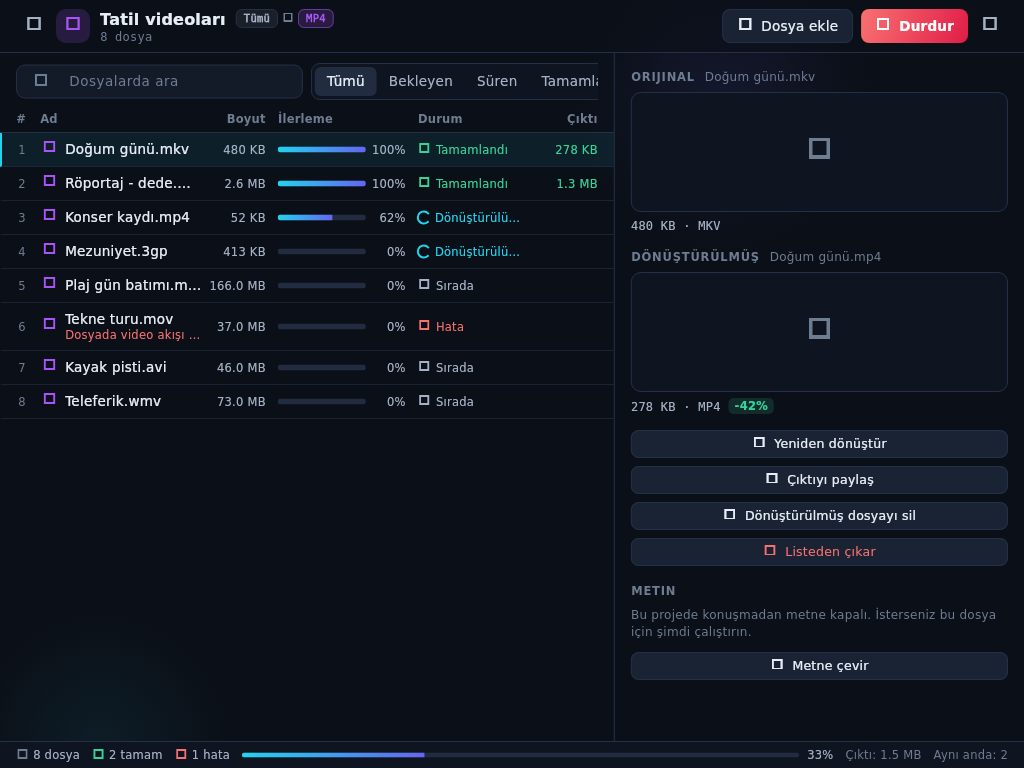 Tatil videoları Tümü MP4
8 dosya
Dosya ekle
Durdur
Dosyalarda ara
Tümü Bekleyen Süren Tamamla
# Ad Boyut İlerleme Durum Çıktı
1 Doğum günü.mkv 480 KB 100% Tamamlandı 278 KB
2 Röportaj - dede.... 2.6 MB 100% Tamamlandı 1.3 MB
3 Konser kaydı.mp4 52 KB 62% Dönüştürülü...
4 Mezuniyet.3gp 413 KB 0% Dönüştürülü...
5 Plaj gün batımı.m... 166.0 MB 0% Sırada
6 Tekne turu.mov 37.0 MB 0% Hata
Dosyada video akışı ...
7 Kayak pisti.avi 46.0 MB 0% Sırada
8 Teleferik.wmv 73.0 MB 0% Sırada
ORIJINAL Doğum günü.mkv
480 KB · MKV
DÖNÜŞTÜRÜLMÜŞ Doğum günü.mp4
278 KB · MP4 -42%
Yeniden dönüştür
Çıktıyı paylaş
Dönüştürülmüş dosyayı sil
Listeden çıkar
METIN
Bu projede konuşmadan metne kapalı. İsterseniz bu dosya
için şimdi çalıştırın.
Metne çevir
8 dosya 2 tamam 1 hata 33% Çıktı: 1.5 MB Aynı anda: 2